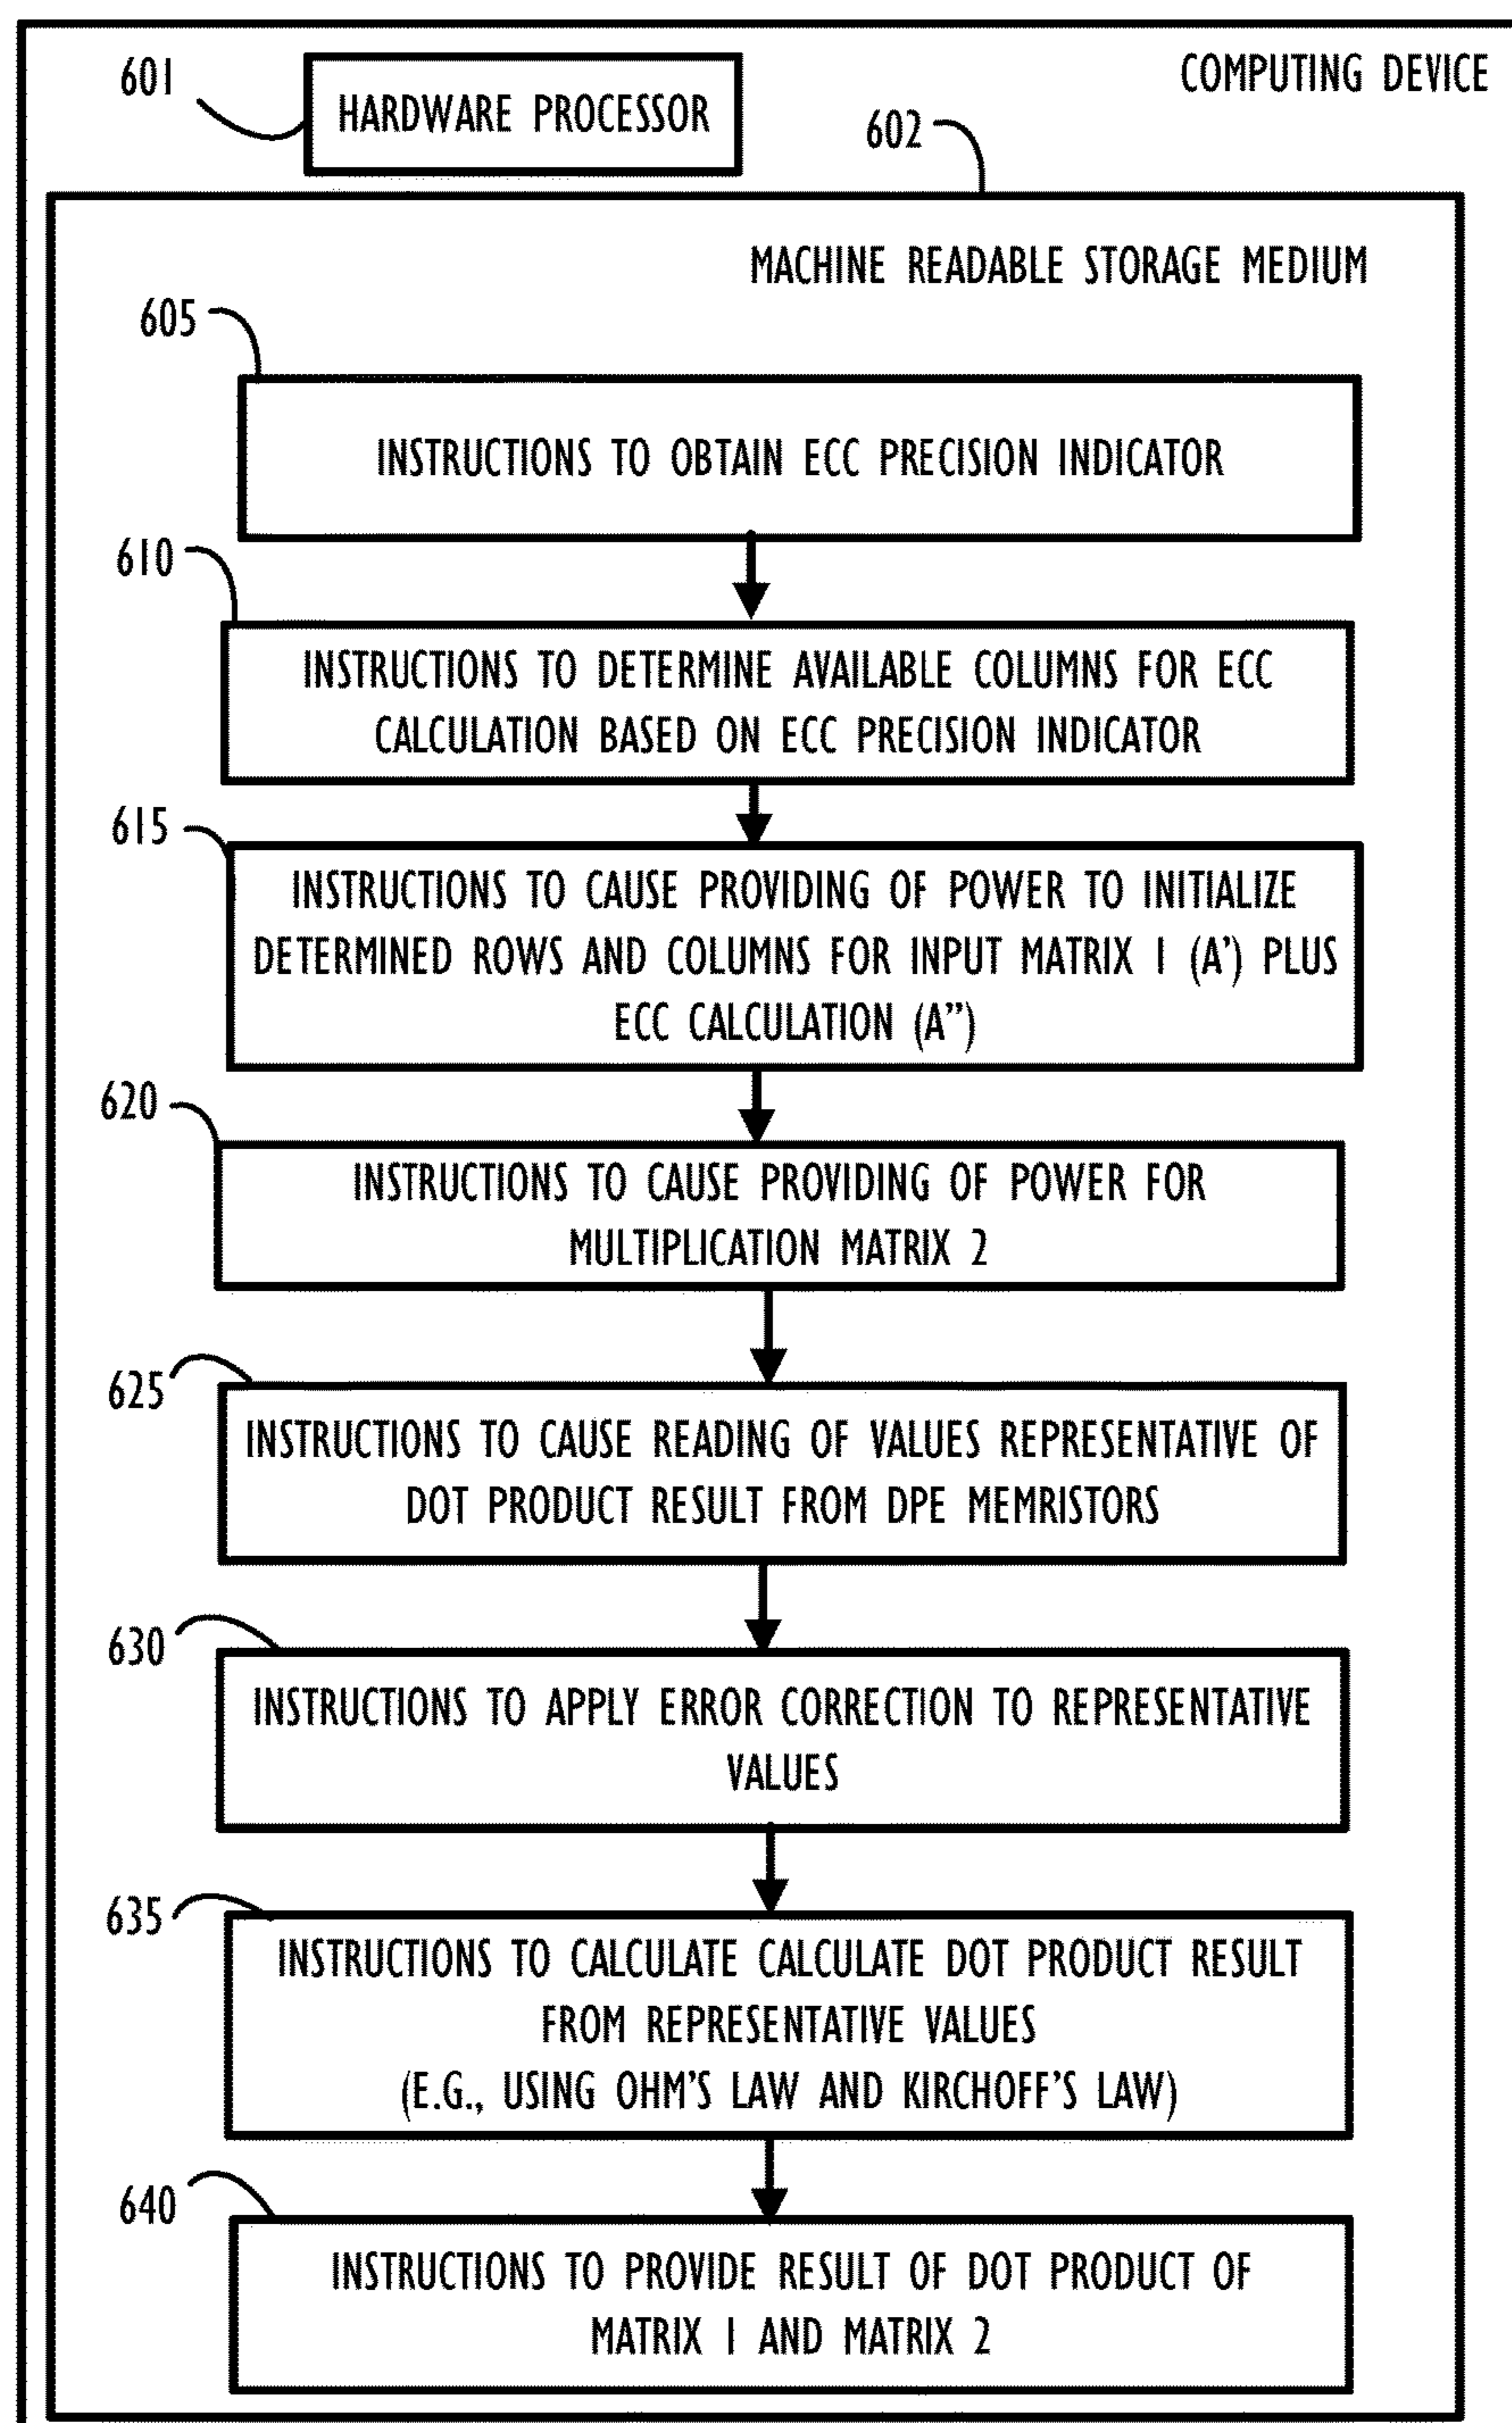 COMPUTING DEVICE
601
HARDWARE PROCESSOR
602
MACHINE READABLE STORAGE MEDIUM
605
INSTRUCTIONS TO OBTAIN ECC PRECISION INDICATOR
610
INSTRUCTIONS TO DETERMINE AVAILABLE COLUMNS FOR ECC
CALCULATION BASED ON ECC PRECISION INDICATOR
615
INSTRUCTIONS TO CAUSE PROVIDING OF POWER TO INITIALIZE
DETERMINED ROWS AND COLUMNS FOR INPUT MATRIX 1 (A') PLUS
ECC CALCULATION (A”)
620
INSTRUCTIONS TO CAUSE PROVIDING OF POWER FOR
MULTIPLICATION MATRIX 2
625
INSTRUCTIONS TO CAUSE READING OF VALUES REPRESENTATIVE OF
DOT PRODUCT RESULT FROM DPE MEMRISTORS
630
INSTRUCTIONS TO APPLY ERROR CORRECTION TO REPRESENTATIVE
VALUES
635
INSTRUCTIONS TO CALCULATE CALCULATE DOT PRODUCT RESULT
FROM REPRESENTATIVE VALUES
(E.G., USING OHM'S LAW AND KIRCHOFF'S LAW)
640
INSTRUCTIONS TO PROVIDE RESULT OF DOT PRODUCT OF
MATRIX 1 AND MATRIX 2